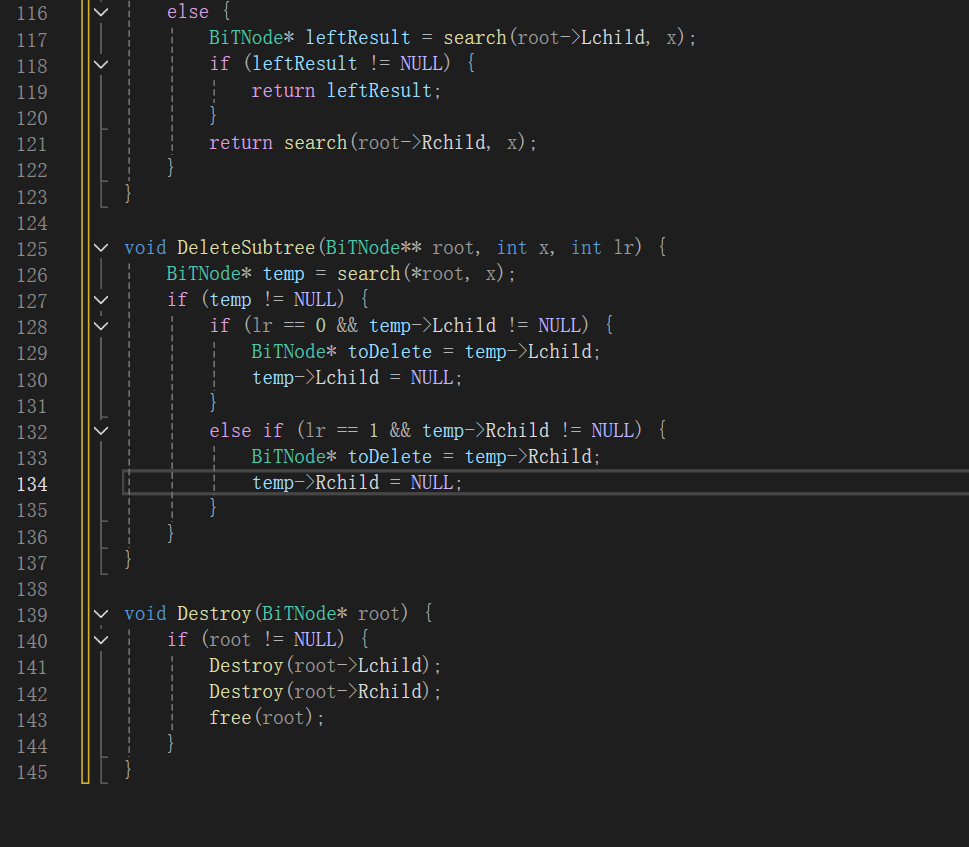 116 else {
117 BiTNode* leftResult = search(root->Lchild, x);
118 if (leftResult != NULL) {
119 return leftResult;
120 }
121 return search(root->Rchild, x);
122 }
123 }
124
125 void DeleteSubtree(BiTNode** root, int x, int lr) {
126 BiTNode* temp = search(*root, x);
127 if (temp != NULL) {
128 if (lr == 0 && temp->Lchild != NULL) {
129 BiTNode* toDelete = temp->Lchild;
130 temp->Lchild = NULL;
131 }
132 else if (lr == 1 && temp->Rchild != NULL) {
133 BiTNode* toDelete = temp->Rchild;
134 temp->Rchild = NULL;
135 }
136 }
137 }
138
139 void Destroy(BiTNode* root) {
140 if (root != NULL) {
141 Destroy(root->Lchild);
142 Destroy(root->Rchild);
143 free(root);
144 }
145 }